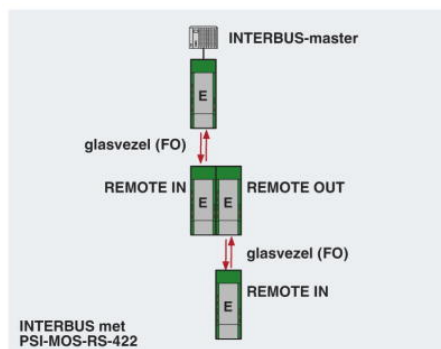 INTERBUS-master
E
glasvezel (FO)
REMOTE IN
E
E
REMOTE OUT
glasvezel (FO)
E
REMOTE IN
INTERBUS met
PSI-MOS-RS-422